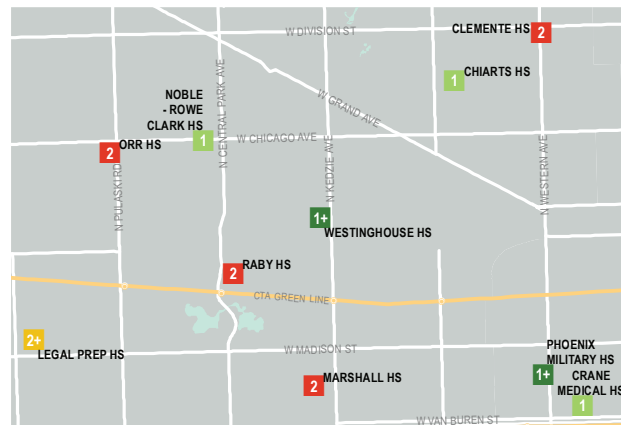 W DIVISION ST
CLEMENTE HS
2
CHIARTS HS
1
NOBLE
- ROWE
CLARK HS
1
N CENTRAL PARK AVE
W GRAND AVE
W CHICAGO AVE
ORR HS
2
N PULASKI RD
N KEDZIE AVE
N WESTERN AVE
1+
WESTINGHOUSE HS
2
RABY HS
CTA GREEN LINE
2+
LEGAL PREP HS
W MADISON ST
PHOENIX
MILITARY HS
1+
CRANE
MEDICAL HS
1
2
MARSHALL HS
W VAN BUREN ST